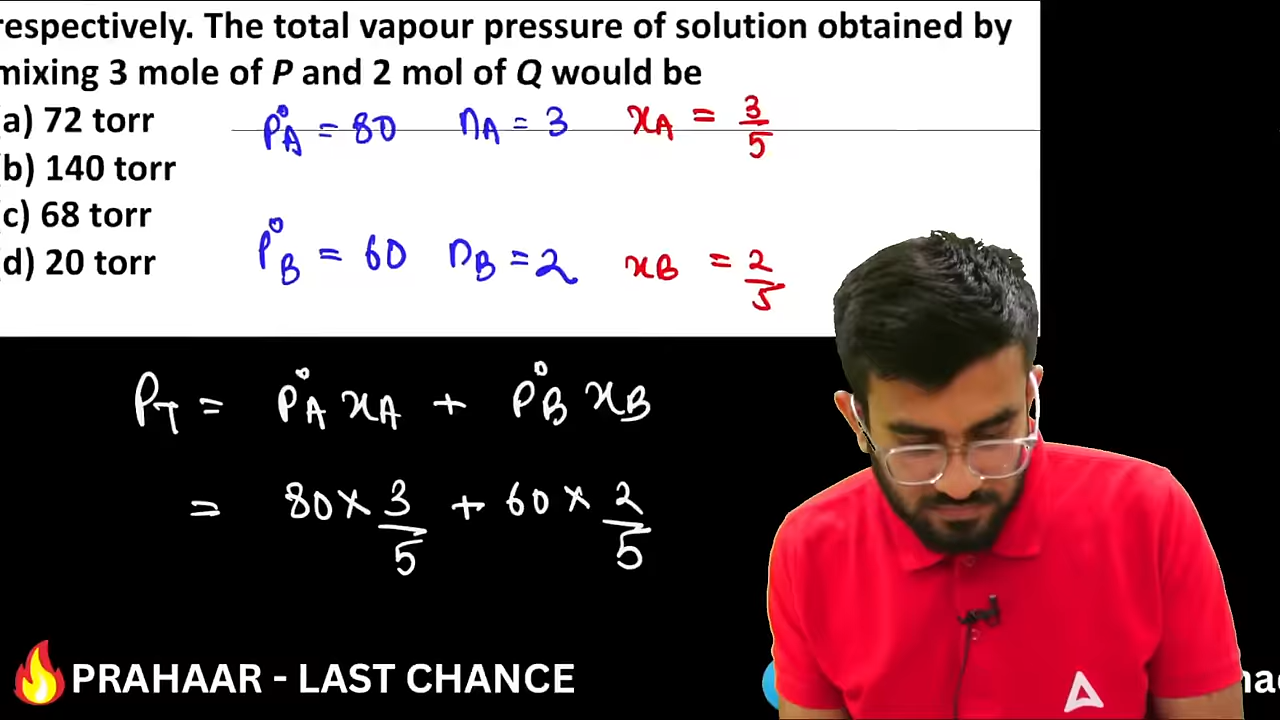 respectively. The total vapour pressure of solution obtained by
mixing 3 mole of P and 2 mol of Q would be
(a) 72 torr
P°A = 80 nA = 3 xA = 3/5
(b) 140 torr
(c) 68 torr
P°B = 60 nB = 2 xB = 2/5
(d) 20 torr
PT = P°A xA + P°B xB
= 80 × 3/5 + 60 × 2/5
PRAHAAR - LAST CHANCE